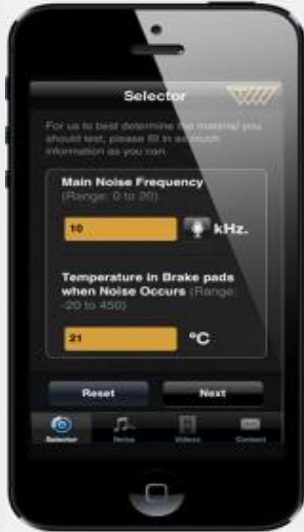 Selector
For us to best determine the material you
should test, please fill in as much
information as you can.
Main Noise Frequency
(Range: 0 to 20)
10
kHz.
Temperature in Brake pads
when Noise Occurs (Range:
-20 to 450)
21
ºC
Reset
Next
Selector
Noise
Videos
Contact